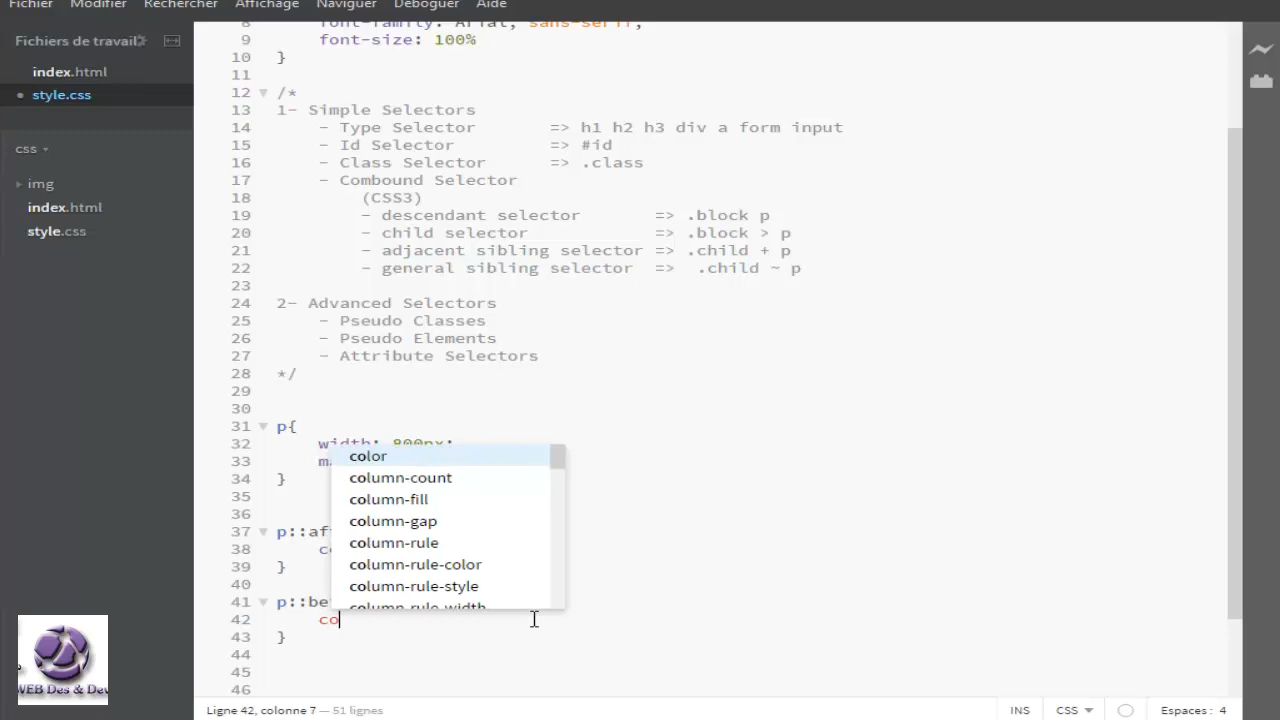 Fichier Modifier Rechercher Affichage Naviguer Déboguer Aide
Fichiers de travail
index.html
style.css
css
img
index.html
style.css
8 font-family: Arial, sans-serif;
9 font-size: 100%
10 }
11
12 /*
13 1- Simple Selectors
14 - Type Selector => h1 h2 h3 div a form input
15 - Id Selector => #id
16 - Class Selector => .class
17 - Combound Selector
18 (CSS3)
19 - descendant selector => .block p
20 - child selector => .block > p
21 - adjacent sibling selector => .child + p
22 - general sibling selector => .child ~ p
23
24 2- Advanced Selectors
25 - Pseudo Classes
26 - Pseudo Elements
27 - Attribute Selectors
28 */
29
30
31 p{
32 width: 800px;
33 m
34 }
35
36
37 p::af
38 c
39 }
40
41 p::be
42 co
43 }
44
45
46
color
column-count
column-fill
column-gap
column-rule
column-rule-color
column-rule-style
column-rule-width
WEB Des & Dev
Ligne 42, colonne 7 — 51 lignes
INS CSS Espaces : 4